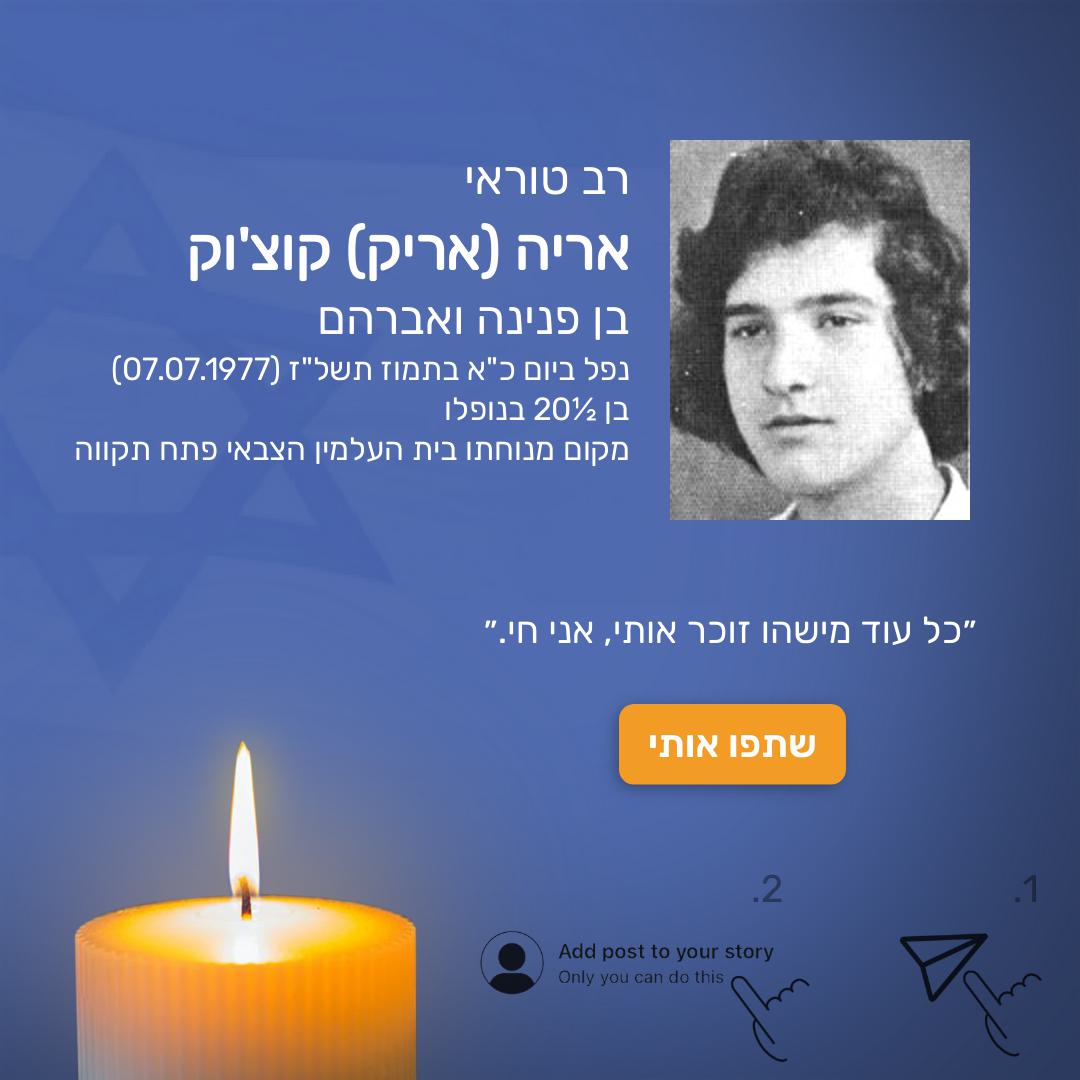 רב טוראי
אריה (אריק) קוצ'וק
בן פנינה ואברהם
נפל ביום כ"א בתמוז תשל"ז (07.07.1977)
בן 20½ בנופלו
מקום מנוחתו בית העלמין הצבאי פתח תקווה
״כל עוד מישהו זוכר אותי, אני חי.״
שתפו אותי
.1
.2
Add post to your story
Only you can do this